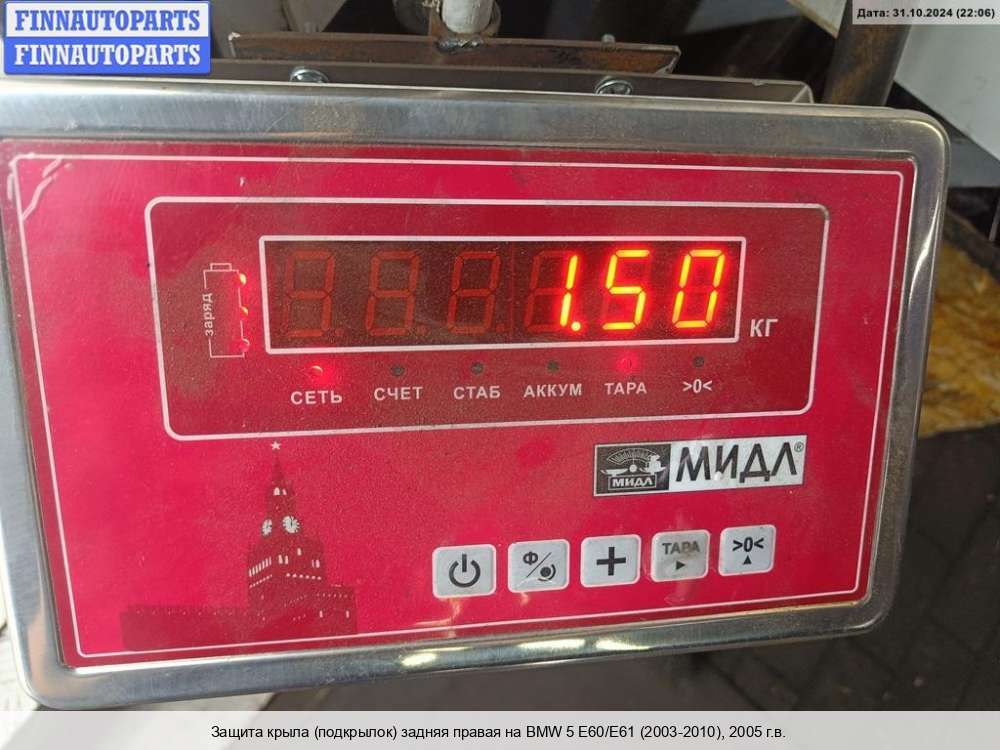 FINNAUTOPARTS
FINNAUTOPARTS
Дата: 31.10.2024 (22:06)
заряд
1.50
КГ
СЕТЬ СЧЕТ СТАБ АККУМ ТАРА >0<
МИДЛ МИДЛ®
Ф ТАРА >0<
Защита крыла (подкрылок) задняя правая на BMW 5 E60/E61 (2003-2010), 2005 г.в.